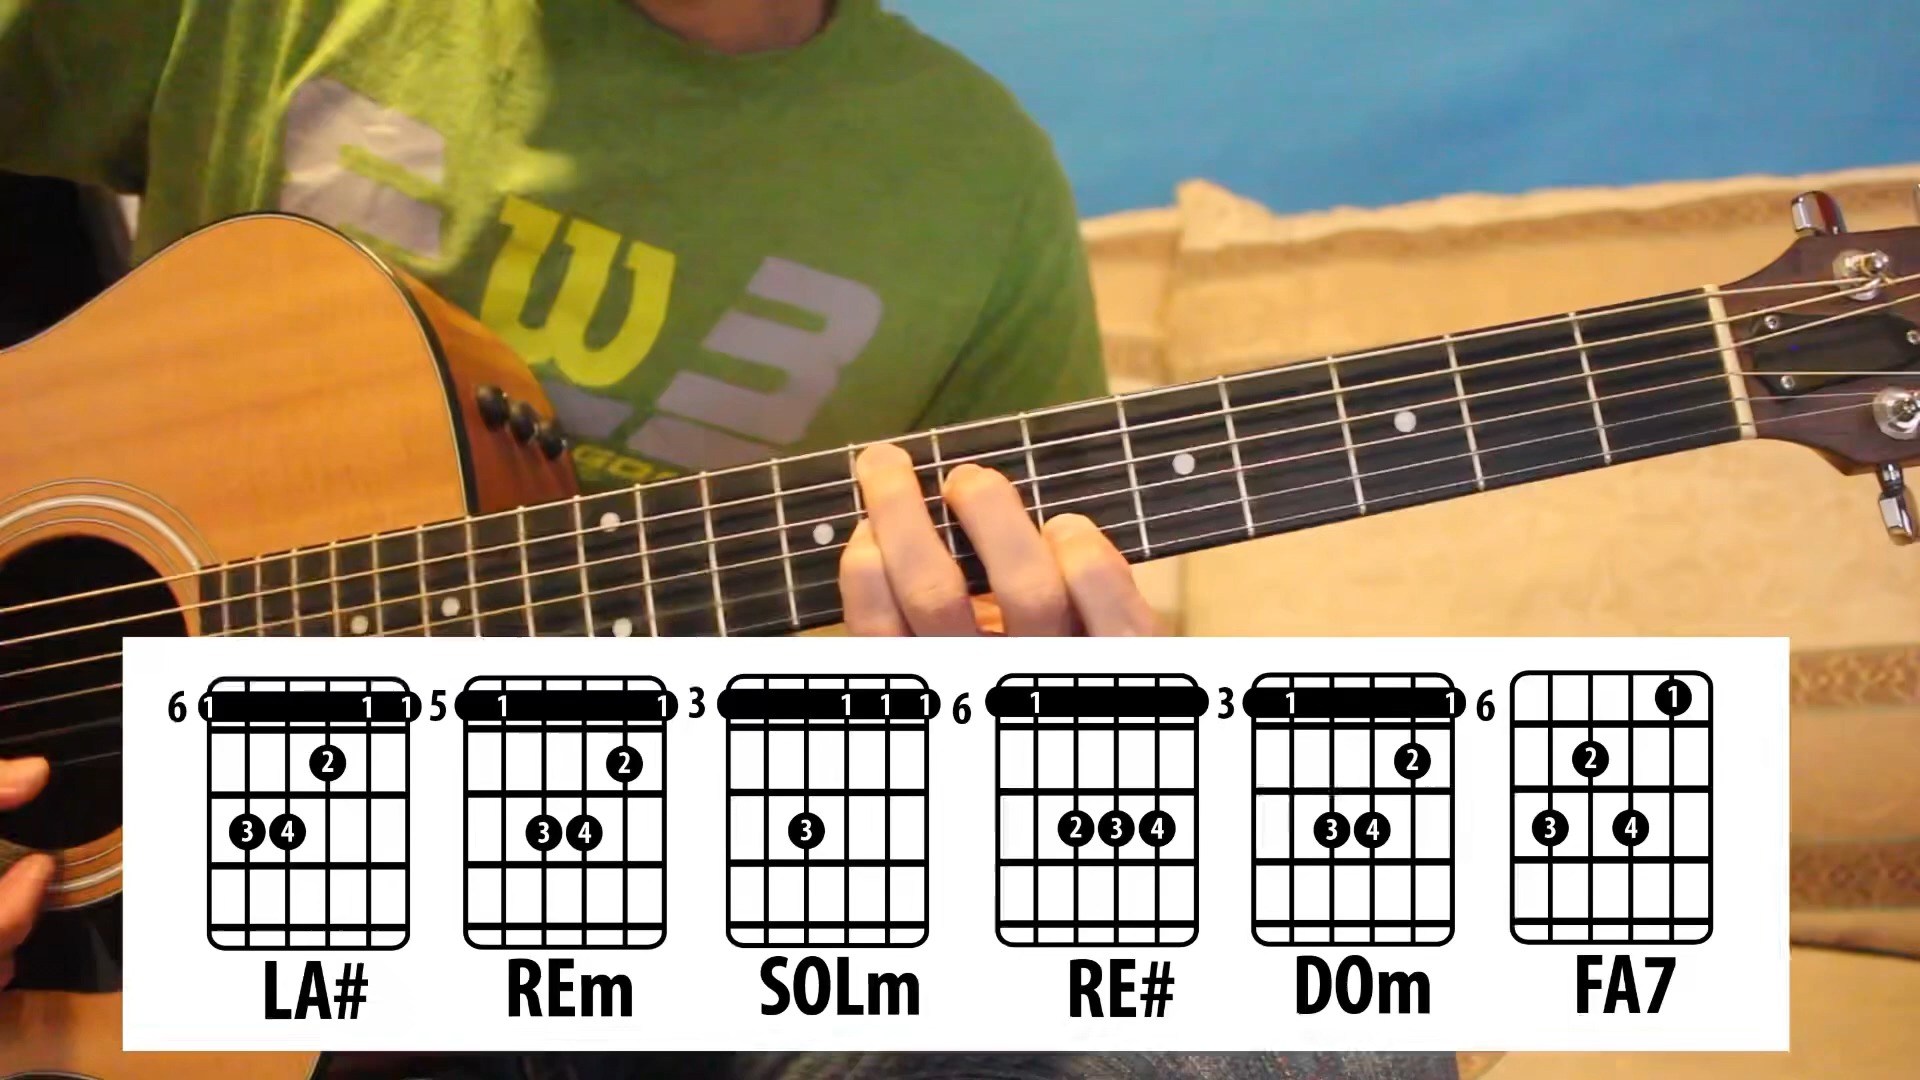 w
6 1 1 1 5 1 1 3 1 1 1 6 1 3 1 1 6 1
2 2 2 2
3 4 3 4 3 2 3 4 3 4 3 4
LA# REm SOLm RE# DOm FA7